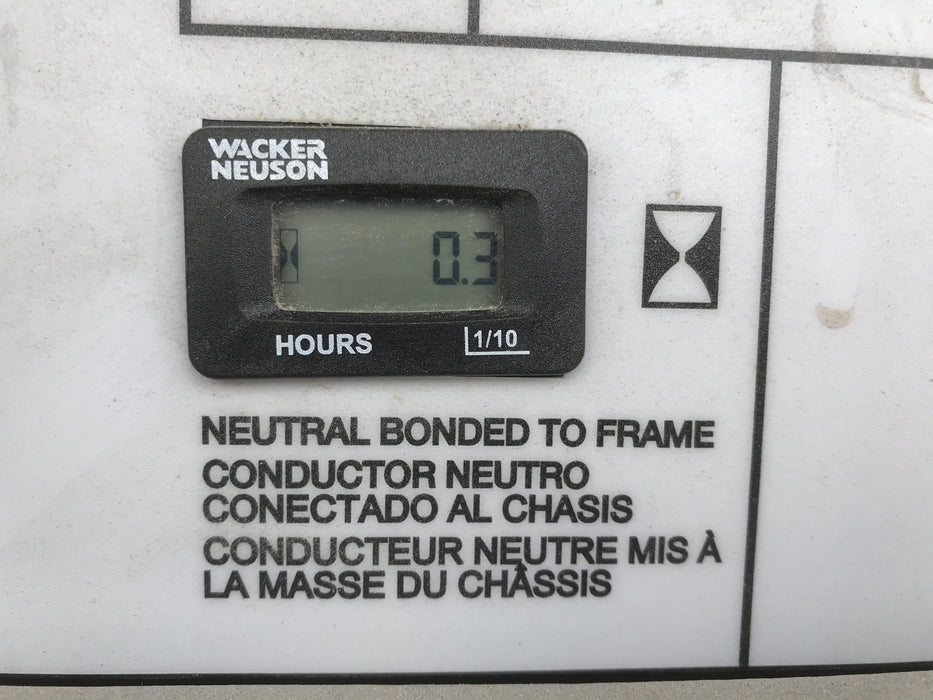 WACKER
NEUSON
0.3
HOURS 1/10
NEUTRAL BONDED TO FRAME
CONDUCTOR NEUTRO
CONECTADO AL CHASIS
CONDUCTEUR NEUTRE MIS À
LA MASSE DU CHÂSSIS